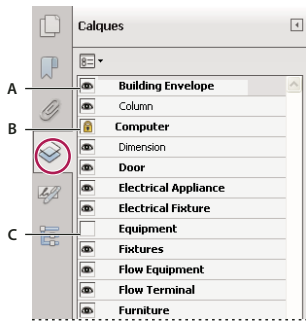 Calques
A
Building Envelope
Column
B
Computer
Dimension
Door
Electrical Appliance
Electrical Fixture
C
Equipment
Fixtures
Flow Equipment
Flow Terminal
Furniture